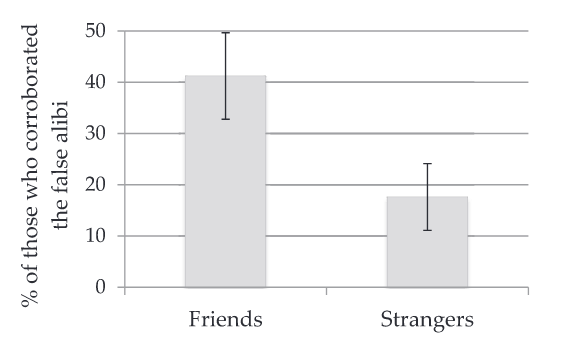 % of those who corroborated
the false alibi
50
40
30
20
10
0
Friends
Strangers